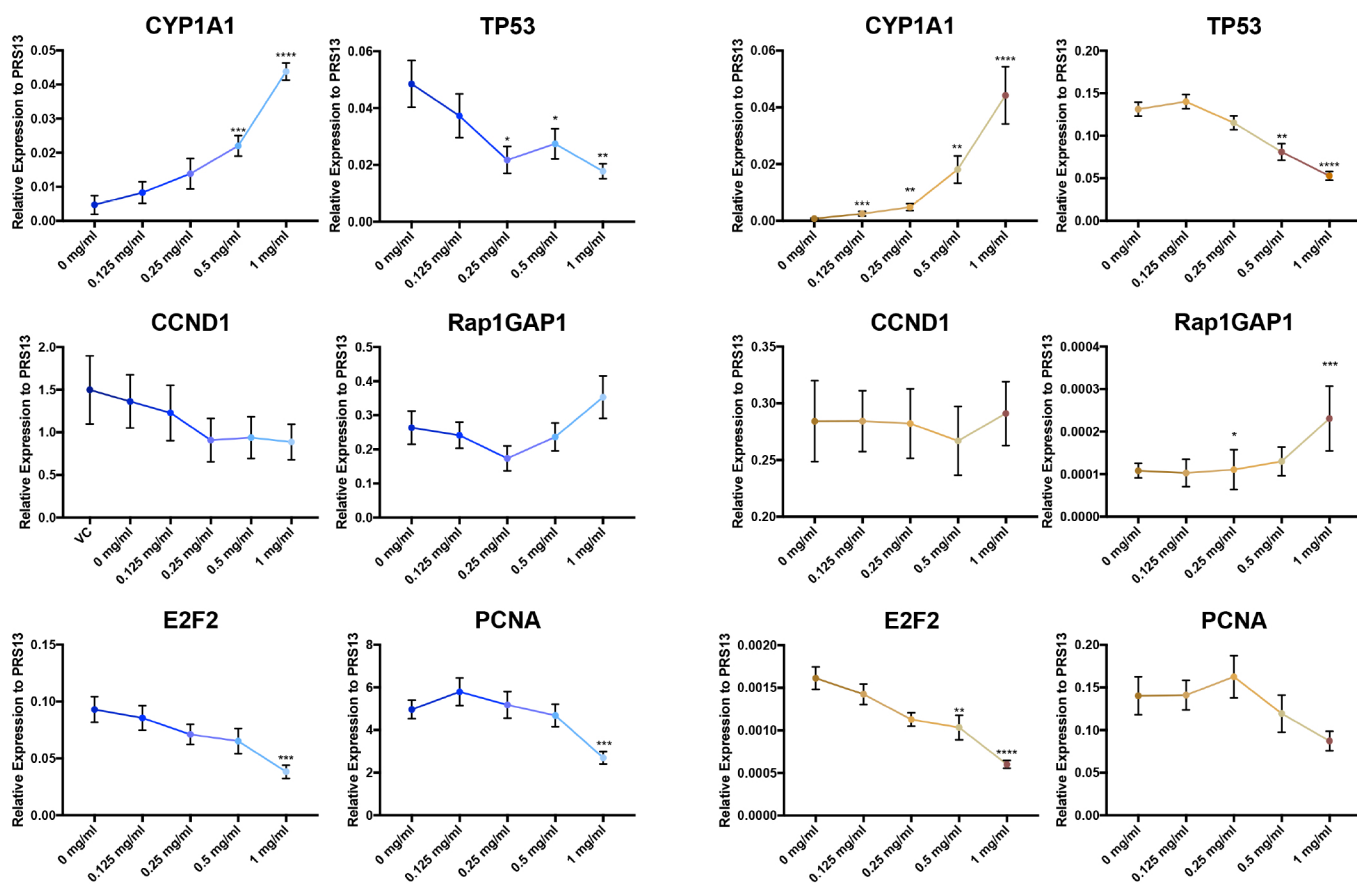 CYP1A1
Relative Expression to PRS13
0.05
0.04
0.03
0.02
0.01
0.00
***
****
0 mg/ml
0.125 mg/ml
0.25 mg/ml
0.5 mg/ml
1 mg/ml
TP53
Relative Expression to PRS13
0.06
0.04
0.02
0.00
*
*
**
0 mg/ml
0.125 mg/ml
0.25 mg/ml
0.5 mg/ml
1 mg/ml
CYP1A1
Relative Expression to PRS13
0.06
0.04
0.02
0.00
***
**
**
****
0 mg/ml
0.125 mg/ml
0.25 mg/ml
0.5 mg/ml
1 mg/ml
TP53
Relative Expression to PRS13
0.20
0.15
0.10
0.05
0.00
**
****
0 mg/ml
0.125 mg/ml
0.25 mg/ml
0.5 mg/ml
1 mg/ml
CCND1
Relative Expression to PRS13
2.0
1.5
1.0
0.5
0.0
VC
0 mg/ml
0.125 mg/ml
0.25 mg/ml
0.5 mg/ml
1 mg/ml
Rap1GAP1
Relative Expression to PRS13
0.5
0.4
0.3
0.2
0.1
0.0
0 mg/ml
0.125 mg/ml
0.25 mg/ml
0.5 mg/ml
1 mg/ml
CCND1
Relative Expression to PRS13
0.35
0.30
0.25
0.20
0 mg/ml
0.125 mg/ml
0.25 mg/ml
0.5 mg/ml
1 mg/ml
Rap1GAP1
Relative Expression to PRS13
0.0004
0.0003
0.0002
0.0001
0.0000
*
***
0 mg/ml
0.125 mg/ml
0.25 mg/ml
0.5 mg/ml
1 mg/ml
E2F2
Relative Expression to PRS13
0.15
0.10
0.05
0.00
***
0 mg/ml
0.125 mg/ml
0.25 mg/ml
0.5 mg/ml
1 mg/ml
PCNA
Relative Expression to PRS13
8
6
4
2
0
***
0 mg/ml
0.125 mg/ml
0.25 mg/ml
0.5 mg/ml
1 mg/ml
E2F2
Relative Expression to PRS13
0.0020
0.0015
0.0010
0.0005
0.0000
**
****
0 mg/ml
0.125 mg/ml
0.25 mg/ml
0.5 mg/ml
1 mg/ml
PCNA
Relative Expression to PRS13
0.20
0.15
0.10
0.05
0.00
0 mg/ml
0.125 mg/ml
0.25 mg/ml
0.5 mg/ml
1 mg/ml